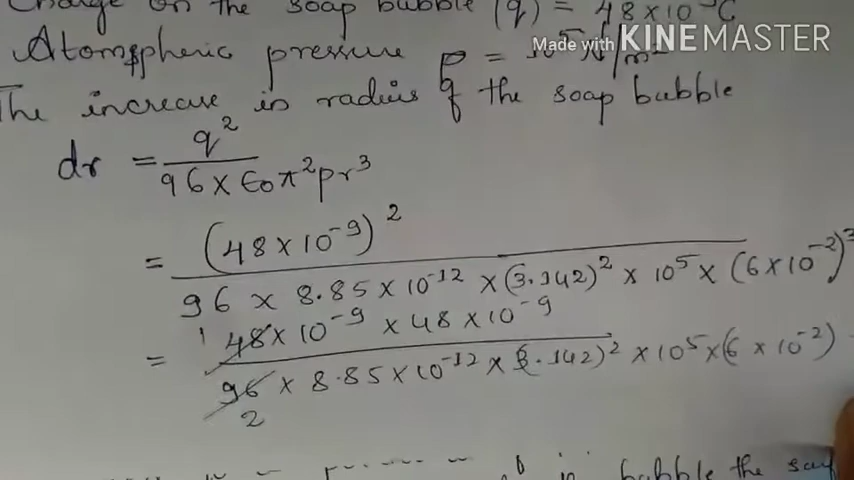 Charge on the soap bubble (q) = 48×10⁻⁹C
Atomspheric pressure p = 10⁵N/m²
Made with KINEMASTER
The increase in radius of the soap bubble
dr = q² / 96 × ϵ₀π²pr³
= (48×10⁻⁹)² / 96 × 8.85×10⁻¹² ×(3.142)² × 10⁵ × (6×10⁻²)³
1
= 48×10⁻⁹ × 48×10⁻⁹ / 96 × 8.85×10⁻¹² × (3.142)² × 10⁵×(6 × 10⁻²)
2
in bubble the